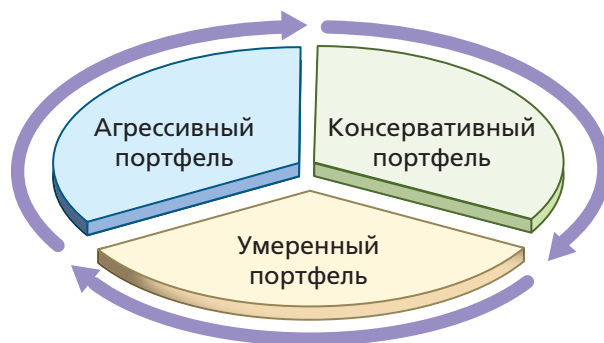 Агрессивный
портфель
Консервативный
портфель
Умеренный
портфель